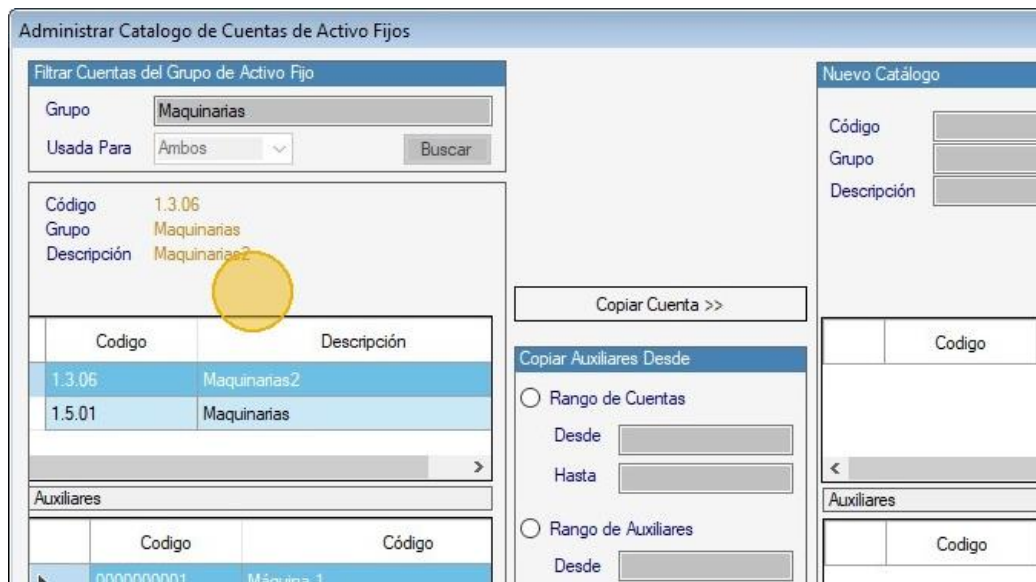 Administrar Catalogo de Cuentas de Activo Fijos
Filtrar Cuentas del Grupo de Activo Fijo
Grupo Maquinarias
Usada Para Ambos Buscar
Código 1.3.06
Grupo Maquinarias
Descripción Maquinarias2
Codigo Descripción
1.3.06 Maquinarias2
1.5.01 Maquinarias
Auxiliares
Codigo Código
0000000001 Máquina 1
Copiar Cuenta >>
Copiar Auxiliares Desde
Rango de Cuentas
Desde
Hasta
Rango de Auxiliares
Desde
Nuevo Catálogo
Código
Grupo
Descripción
Codigo
Auxiliares
Codigo